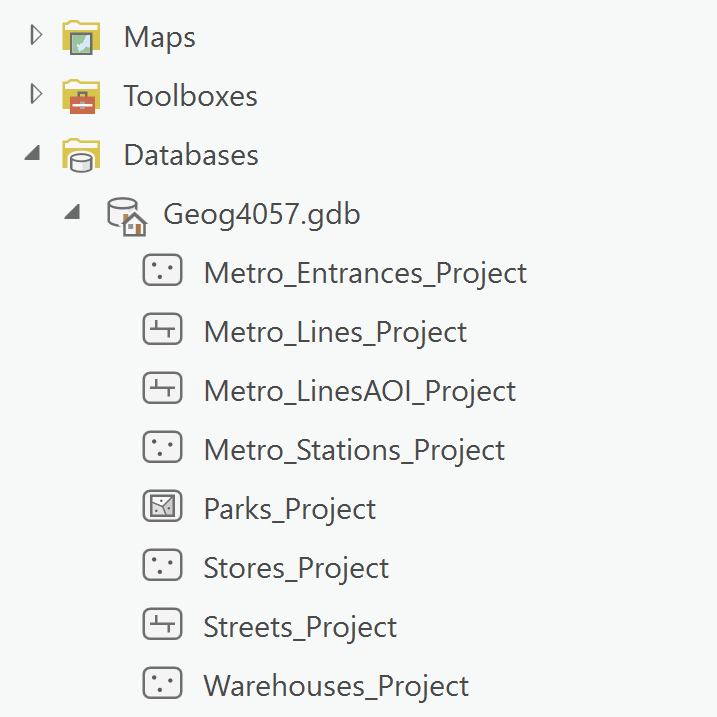 Maps
Toolboxes
Databases
Geog4057.gdb
Metro_Entrances_Project
Metro_Lines_Project
Metro_LinesAOI_Project
Metro_Stations_Project
Parks_Project
Stores_Project
Streets_Project
Warehouses_Project